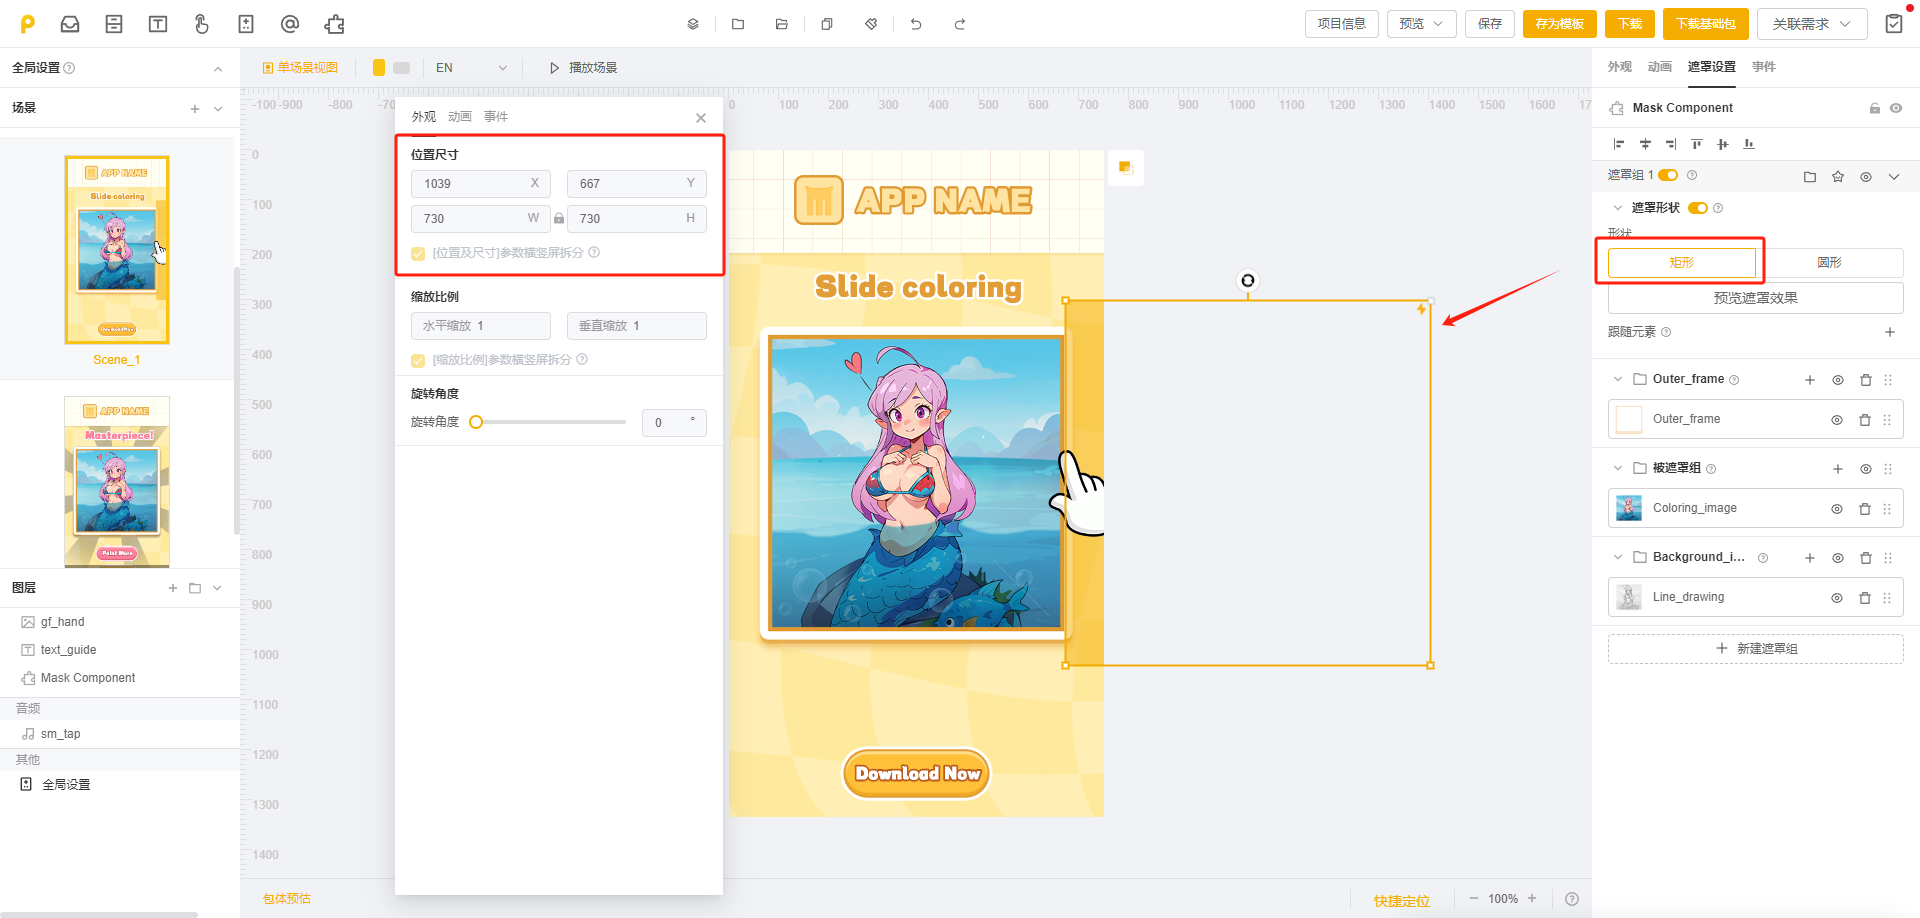 项目信息
预览
保存
存为模板
下载
下载基础包
关联需求
全局设置
单场景视图
EN
播放场景
外观 动画 遮罩设置 事件
场景
-100 -900 -800 -70
0 100 200 300 400 500 600 700 800 900 1000 1100 1200 1300 1400 1500 1600 17
Mask Component
外观 动画 事件
位置尺寸
1039 X
667 Y
730 W
730 H
[位置及尺寸]参数横竖屏拆分
缩放比例
水平缩放 1
垂直缩放 1
[缩放比例]参数横竖屏拆分
旋转角度
旋转角度
0 °
APP NAME
Slide coloring
Download Now
Scene_1
APP NAME
Masterpiece!
Paint More
图层
gf_hand
text_guide
Mask Component
音频
sm_tap
其他
全局设置
0
100
200
300
400
500
600
700
800
900
1000
1100
1200
1300
1400
APP NAME
Slide coloring
Download Now
遮罩组 1
遮罩形状
形状
矩形
圆形
预览遮罩效果
跟随元素
Outer_frame
Outer_frame
被遮罩组
Coloring_image
Background_i...
Line_drawing
新建遮罩组
包体预估
快捷定位
100%